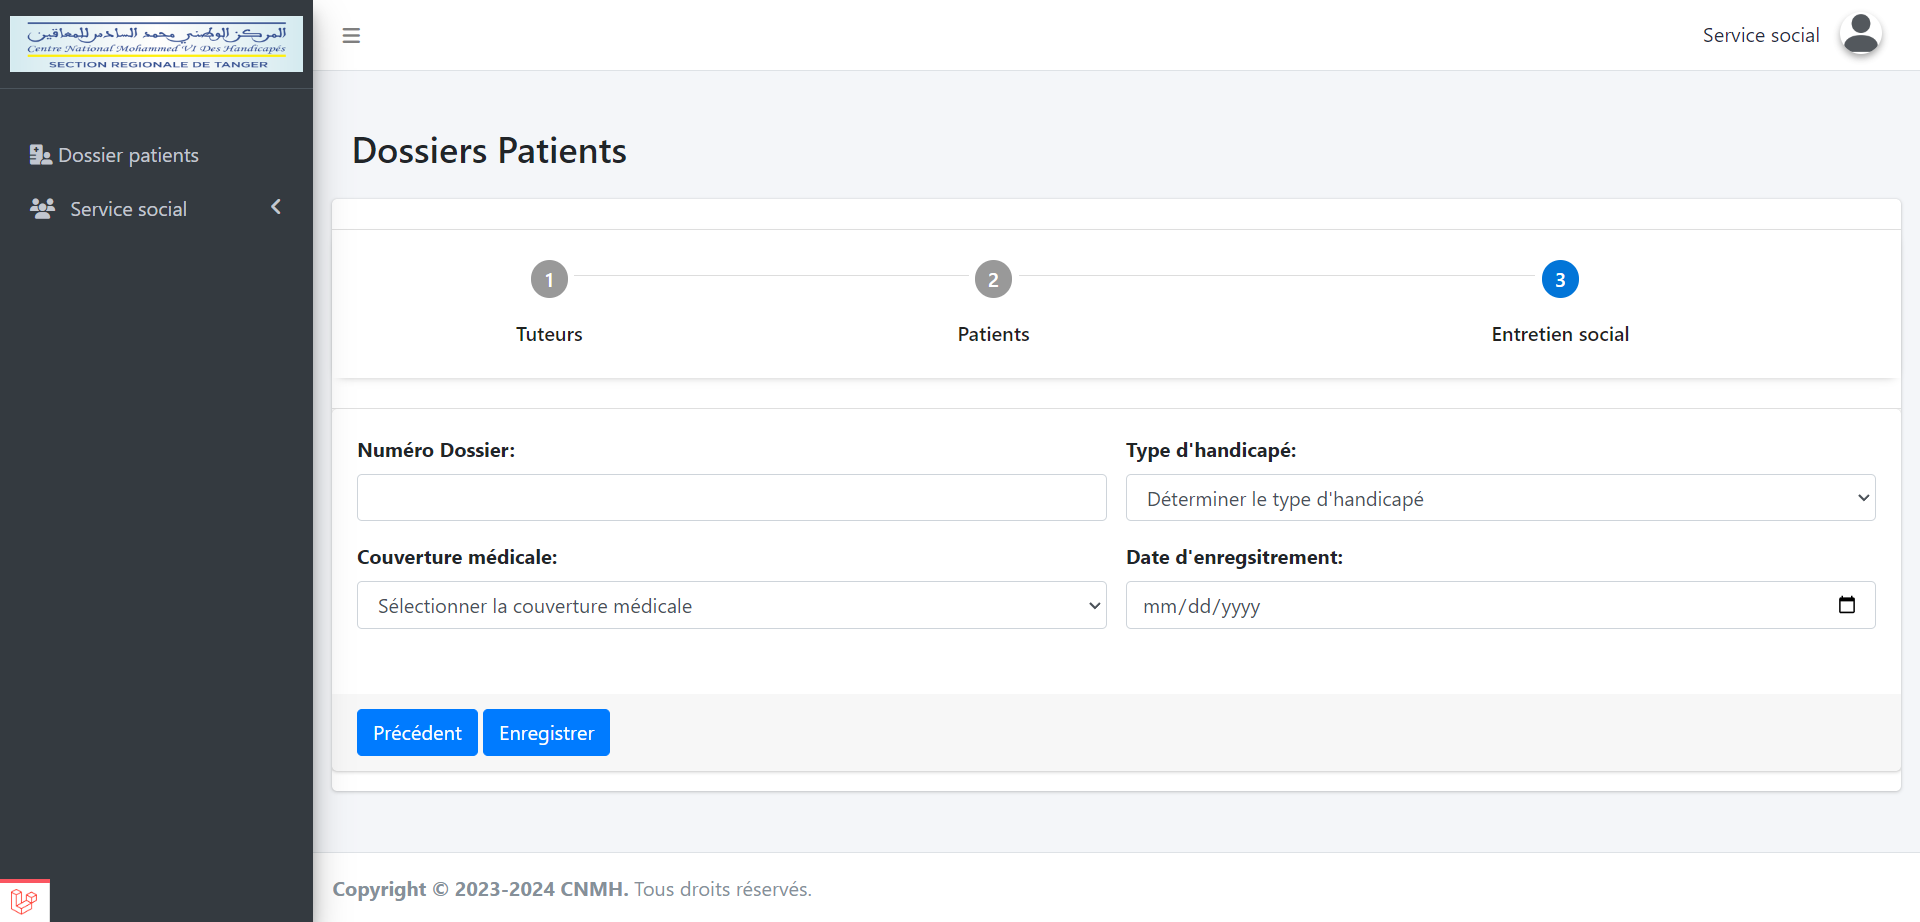 المركز الوطني محمد السادس للمعاقين
Centre National Mohammed VI Des Handicapés
SECTION REGIONALE DE TANGER
Service social
Dossier patients
Service social
Dossiers Patients
1
2
3
Tuteurs
Patients
Entretien social
Numéro Dossier:
Type d'handicapé:
Déterminer le type d'handicapé
Couverture médicale:
Date d'enregsitrement:
Sélectionner la couverture médicale
mm/dd/yyyy
Précédent
Enregistrer
Copyright © 2023-2024 CNMH. Tous droits réservés.